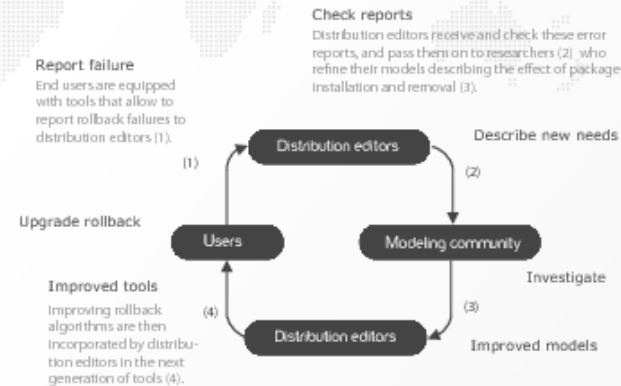 Check reports
Distribution editors receive and check these error
reports, and pass them on to researchers (2) who
refine their models describing the effect of package
installation and removal (3).
Report failure
End users are equipped
with tools that allow to
report rollback failures to
distribution editors (1).
(1)
Distribution editors
Describe new needs
(2)
Upgrade rollback
Users
Modeling community
Investigate
Improved tools
Improving rollback
algorithms are then
incorporated by distribu-
tion editors in the next
generation of tools (4).
(4)
(3)
Distribution editors
Improved models